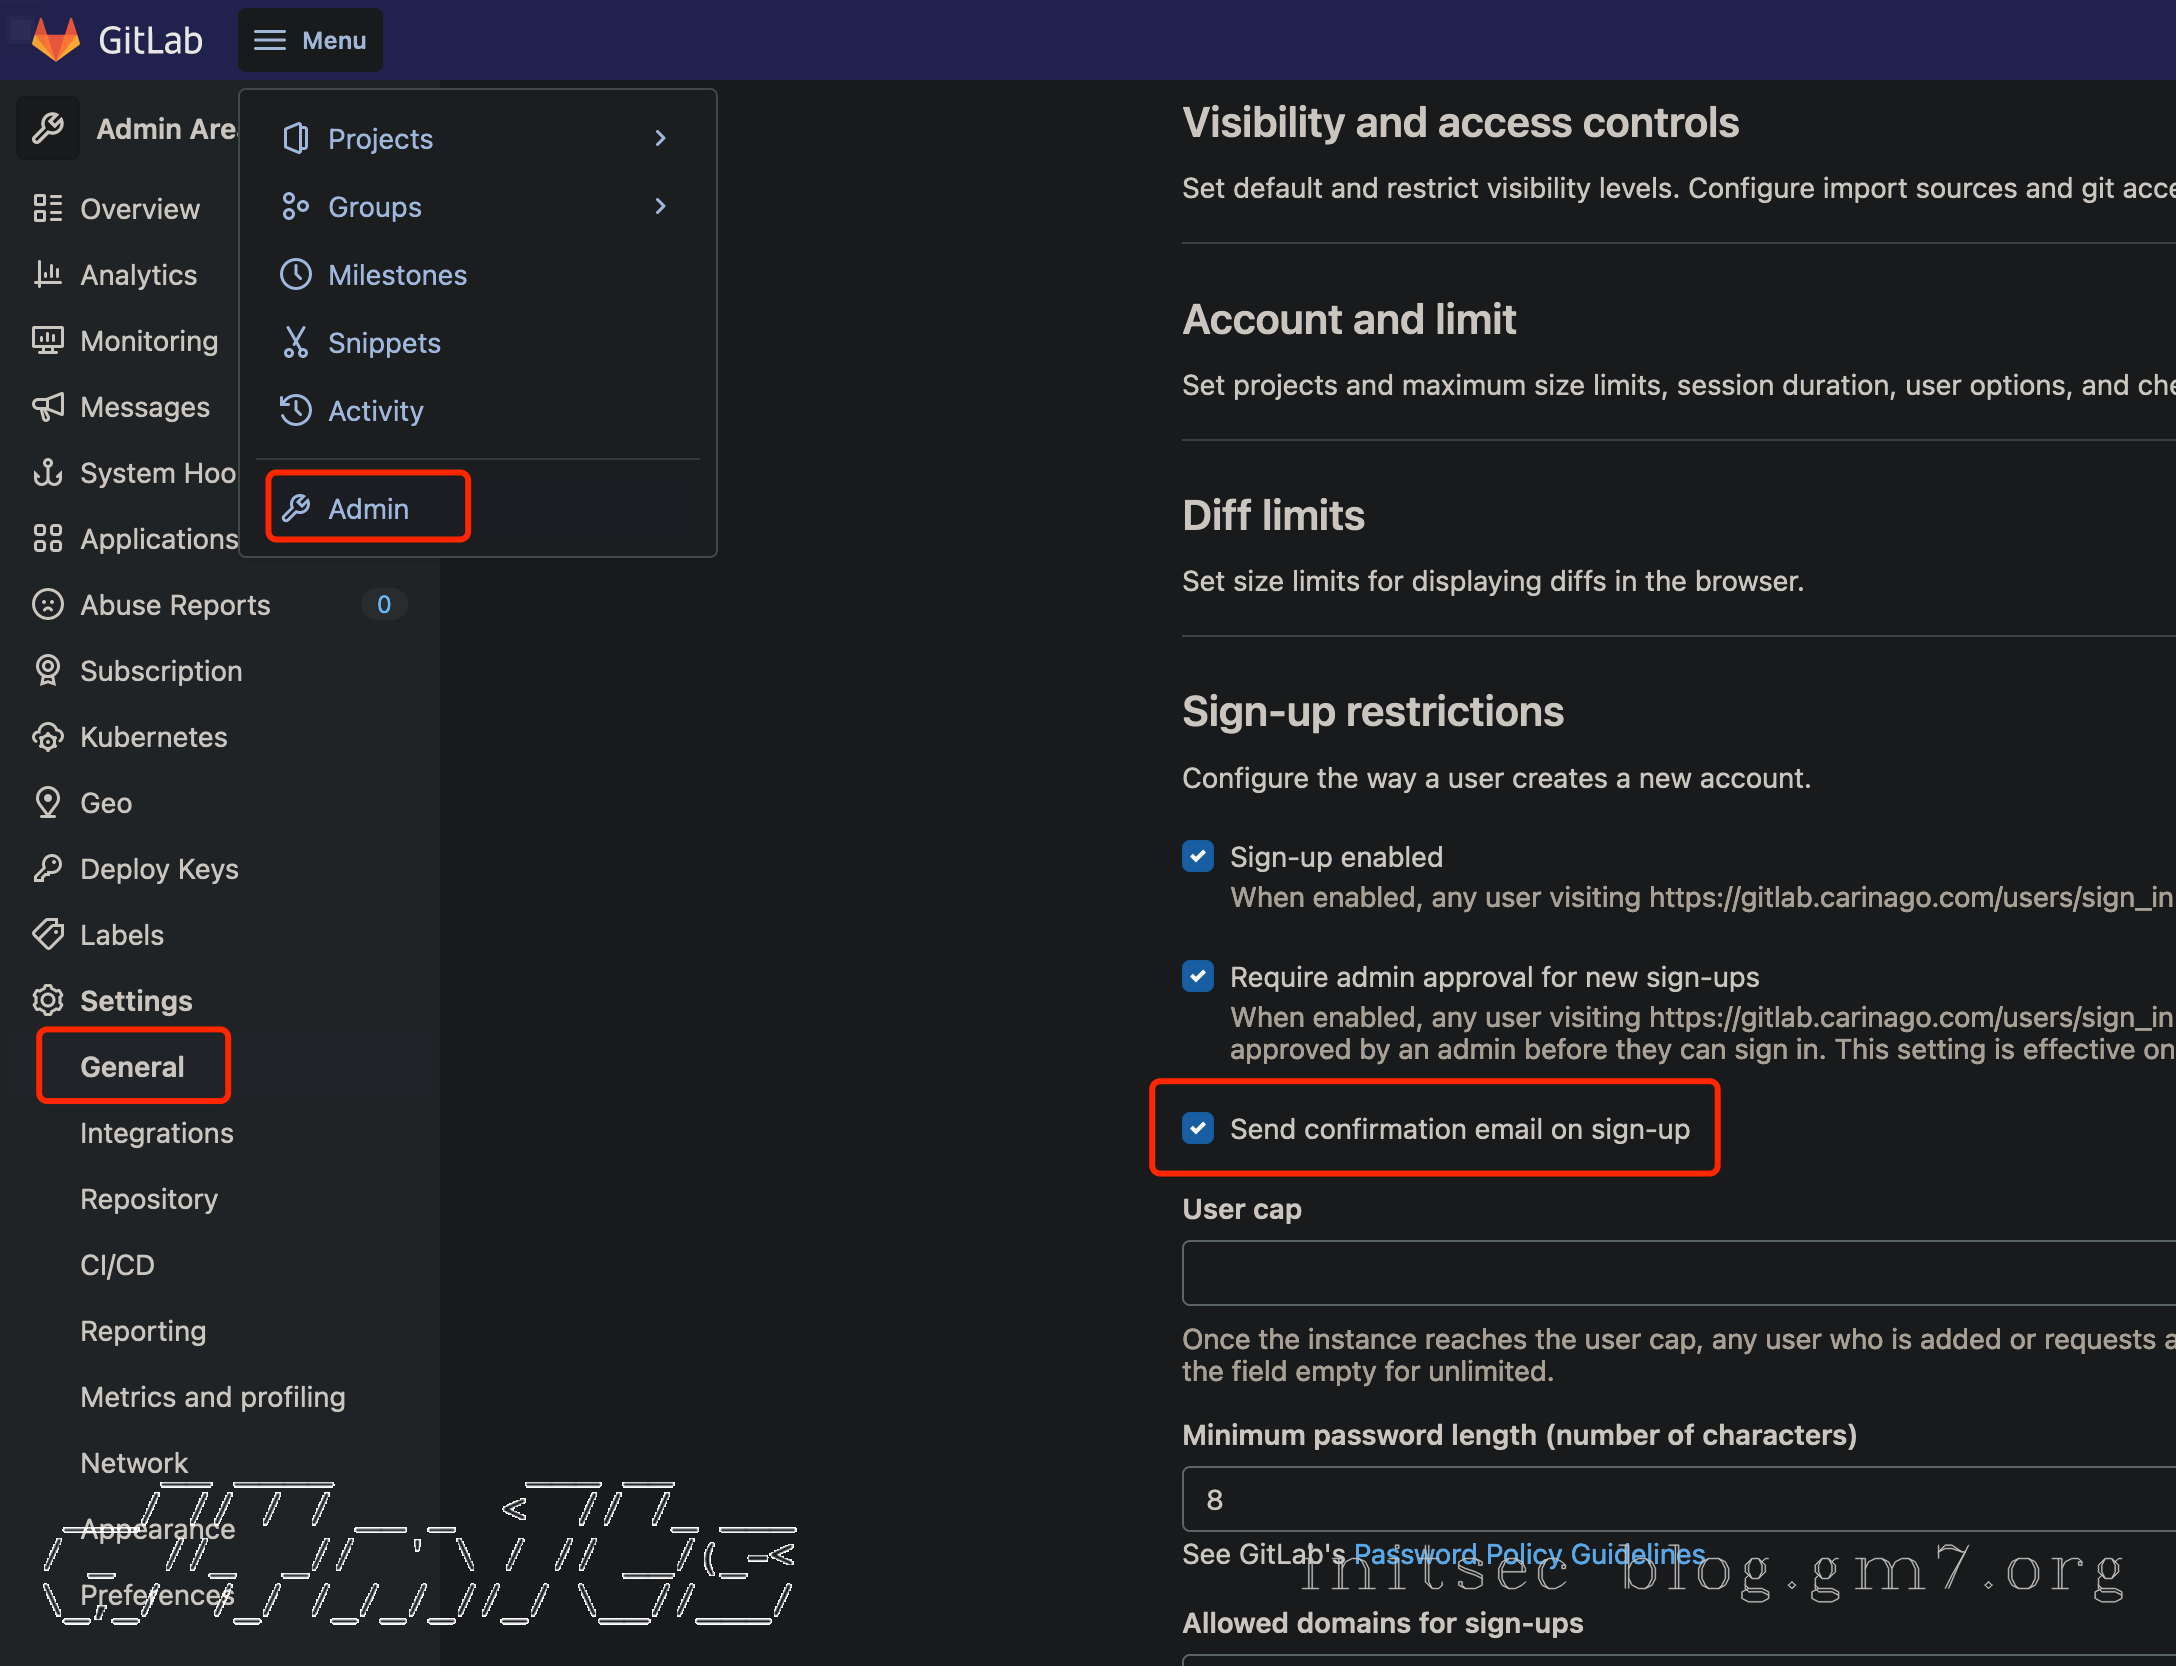 GitLab
Menu
Admin Are
Overview
Analytics
Monitoring
Messages
System Hoo
Applications
Abuse Reports 0
Subscription
Kubernetes
Geo
Deploy Keys
Labels
Settings
General
Integrations
Repository
CI/CD
Reporting
Metrics and profiling
Network
Appearance
Preferences
Projects
Groups
Milestones
Snippets
Activity
Admin
Visibility and access controls
Set default and restrict visibility levels. Configure import sources and git acce
Account and limit
Set projects and maximum size limits, session duration, user options, and che
Diff limits
Set size limits for displaying diffs in the browser.
Sign-up restrictions
Configure the way a user creates a new account.
Sign-up enabled
When enabled, any user visiting https://gitlab.carinago.com/users/sign_in
Require admin approval for new sign-ups
When enabled, any user visiting https://gitlab.carinago.com/users/sign_in
approved by an admin before they can sign in. This setting is effective on
Send confirmation email on sign-up
User cap
Once the instance reaches the user cap, any user who is added or requests a
the field empty for unlimited.
Minimum password length (number of characters)
8
See GitLab's Password Policy Guidelines
initsec blog.gm7.org
Allowed domains for sign-ups